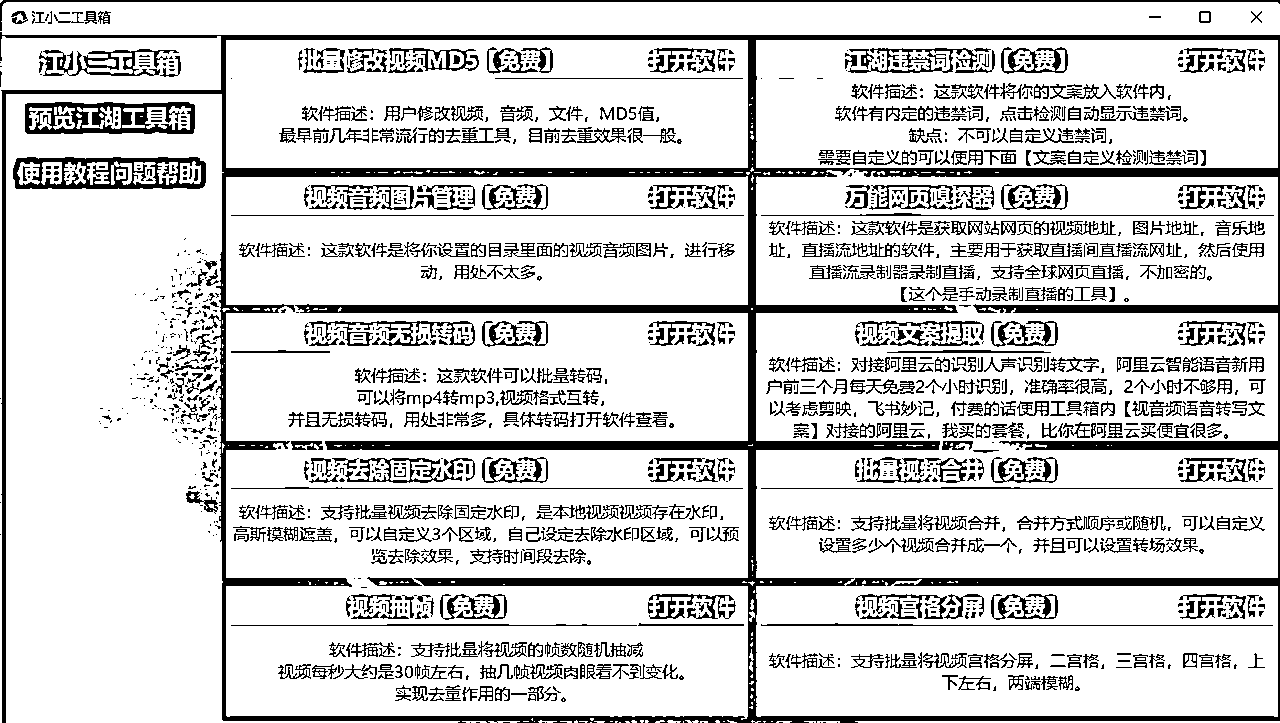 江小二工具箱
江小二工具箱
预览江湖工具箱
使用教程问题帮助
批量修改视频MD5【免费】 打开软件
软件描述：用户修改视频，音频，文件，MD5值，
最早前几年非常流行的去重工具，目前去重效果很一般。
江湖违禁词检测【免费】 打开软件
软件描述：这款软件将你的文案放入软件内，
软件有内定的违禁词，点击检测自动显示违禁词。
缺点：不可以自定义违禁词，
需要自定义的可以使用下面【文案自定义检测违禁词】
视频音频图片管理【免费】 打开软件
软件描述：这款软件是将你设置的目录里面的视频音频图片，进行移
动，用处不太多。
万能网页嗅探器【免费】 打开软件
软件描述：这款软件是获取网站网页的视频地址，图片地址，音乐地
址，直播流地址的软件，主要用于获取直播间直播流网址，然后使用
直播流录制器录制直播，支持全球网页直播，不加密的。
【这个是手动录制直播的工具】。
视频音频无损转码【免费】 打开软件
软件描述：这款软件可以批量转码，
可以将mp4转mp3,视频格式互转，
并且无损转码，用处非常多，具体转码打开软件查看。
视频文案提取【免费】 打开软件
软件描述：对接阿里云的识别人声识别转文字，阿里云智能语音新用
户前三个月每天免费2个小时识别，准确率很高，2个小时不够用，可
以考虑剪映，飞书妙记，付费的话使用工具箱内【视音频语音转写文
案】对接的阿里云，我买的套餐，比你在阿里云买便宜很多。
视频去除固定水印【免费】 打开软件
软件描述：支持批量视频去除固定水印，是本地视频视频存在水印，
高斯模糊遮盖，可以自定义3个区域，自己设定去除水印区域，可以预
览去除效果，支持时间段去除。
批量视频合并【免费】 打开软件
软件描述：支持批量将视频合并，合并方式顺序或随机，可以自定义
设置多少个视频合并成一个，并且可以设置转场效果。
视频抽帧【免费】 打开软件
软件描述：支持批量将视频的帧数随机抽减
视频每秒大约是30帧左右，抽几帧视频肉眼看不到变化。
实现去重作用的一部分。
视频宫格分屏【免费】 打开软件
软件描述：支持批量将视频宫格分屏，二宫格，三宫格，四宫格，上
下左右，两端模糊。